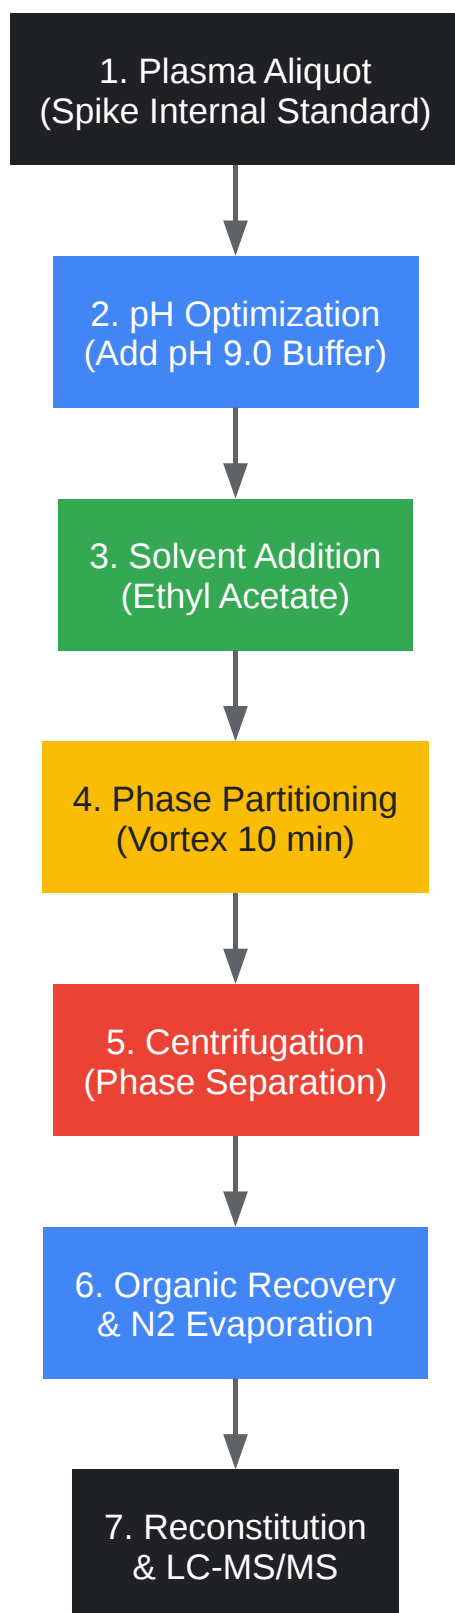 1. Plasma Aliquot
(Spike Internal Standard)
2. pH Optimization
(Add pH 9.0 Buffer)
3. Solvent Addition
(Ethyl Acetate)
4. Phase Partitioning
(Vortex 10 min)
5. Centrifugation
(Phase Separation)
6. Organic Recovery
& N2 Evaporation
7. Reconstitution
& LC-MS/MS